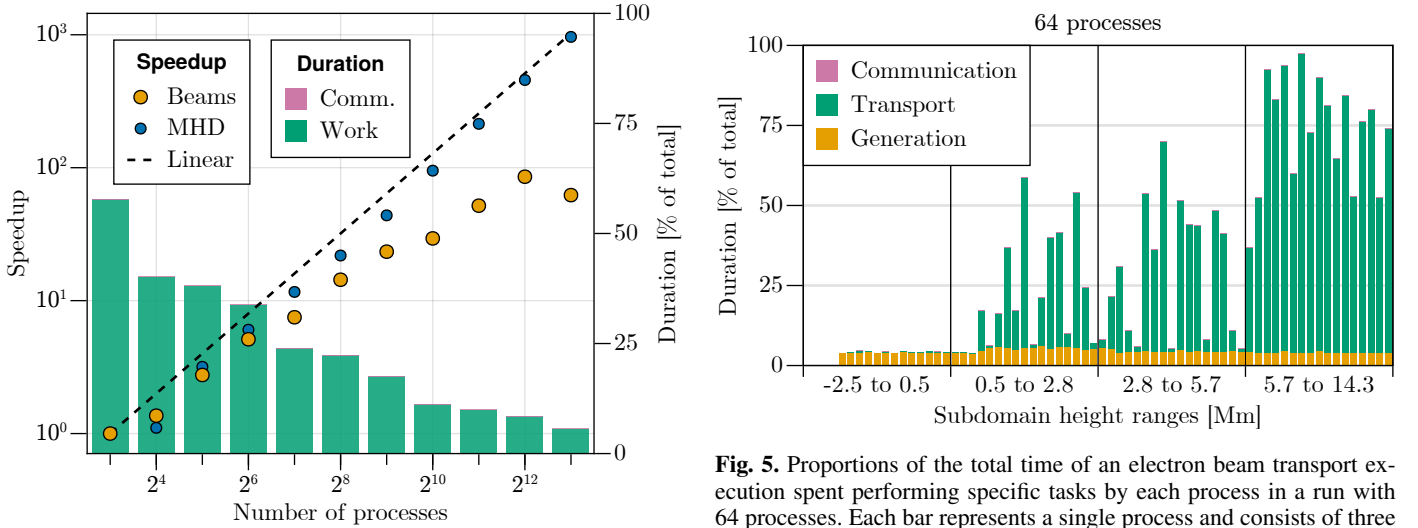 10³
10²
10¹
10⁰
Speedup
Speedup
Beams
MHD
Linear
Duration
Comm.
Work
100
75
50
25
0
Duration [% of total]
2⁴
2⁶
2⁸
2¹⁰
2¹²
Number of processes
64 processes
100
75
50
25
0
Duration [% of total]
Communication
Transport
Generation
-2.5 to 0.5
0.5 to 2.8
2.8 to 5.7
5.7 to 14.3
Subdomain height ranges [Mm]
Fig. 5. Proportions of the total time of an electron beam transport ex-
ecution spent performing specific tasks by each process in a run with
64 processes. Each bar represents a single process and consists of three